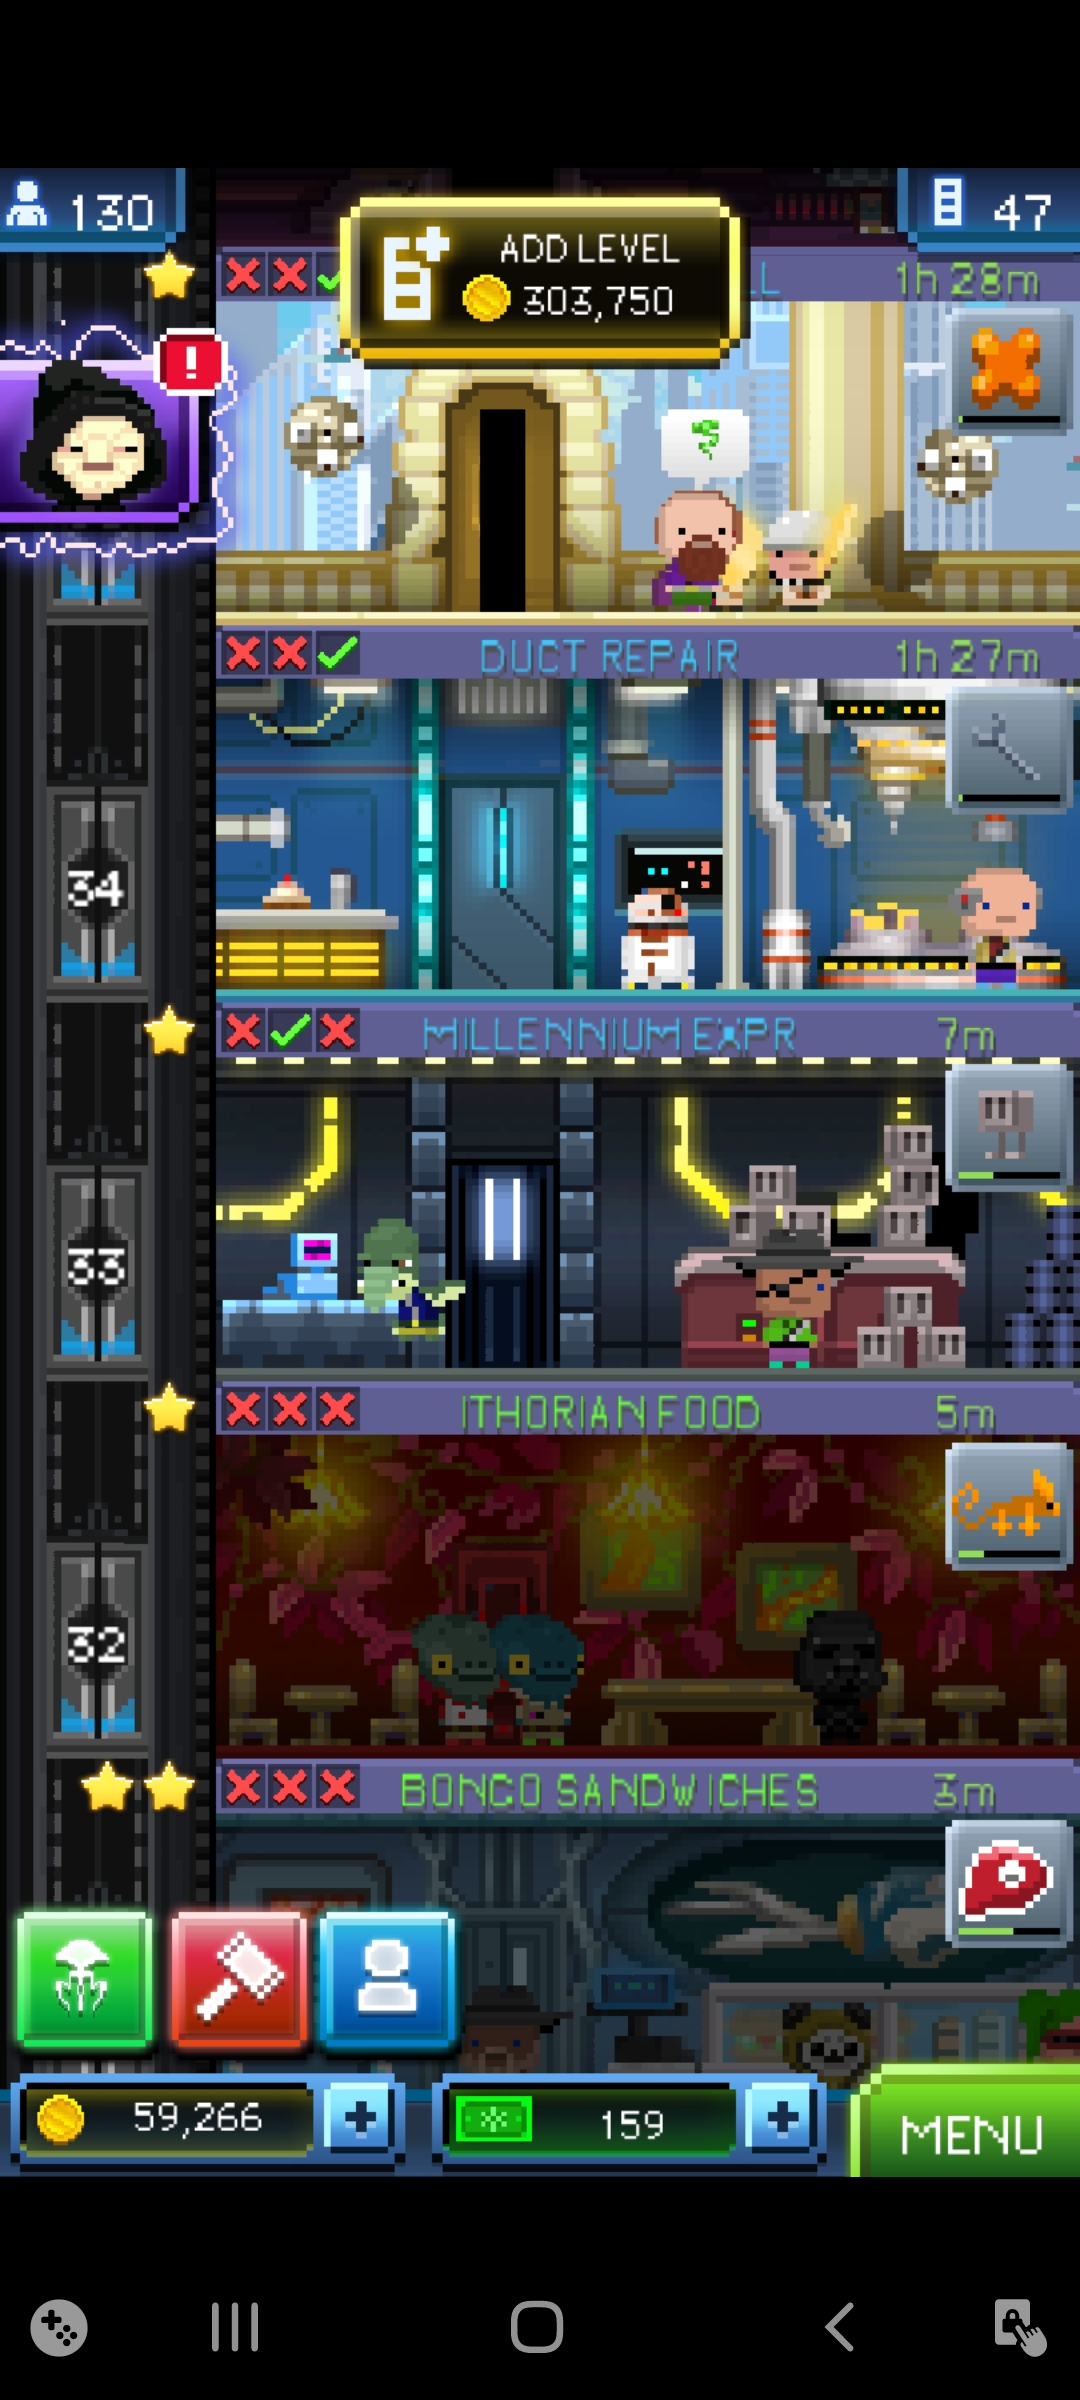 130
ADD LEVEL
303,750
47
LL
1h 28m
!
DUCT REPAIR
1h 27m
34
MILLENNIUM EXPR
7m
33
ITHORIAN FOOD
5m
32
BONGO SANDWICHES
3m
59,266
+
159
+
MENU